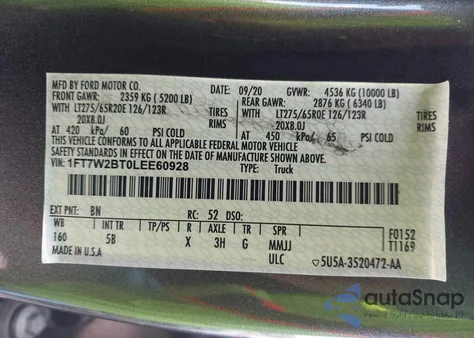 MFD BY FORD MOTOR CO.
DATE: 09/20 GVWR: 4536 KG (10000 LB)
FRONT GAWR: 2359 KG (5200 LB) REAR GAWR: 2876 KG (6340 LB)
WITH LT275/65R20E 126/123R TIRES WITH LT275/65R20E 126/123R TIRES
20X8.0J RIMS 20X8.0J RIMS
AT 420 kPa/ 60 PSI COLD AT 450 kPa/ 65 PSI COLD
THIS VEHICLE CONFORMS TO ALL APPLICABLE FEDERAL MOTOR VEHICLE
SAFETY STANDARDS IN EFFECT ON THE DATE OF MANUFACTURE SHOWN ABOVE.
VIN: 1FT7W2BT0LEE60928 TYPE: Truck
EXT PNT: BN RC: 52 DSO:
WB INT TR TP/PS R AXLE TR SPR F0152
160 5B X 3H G MMJJ T1169
ULC 5U5A-3520472-AA
autoSnap